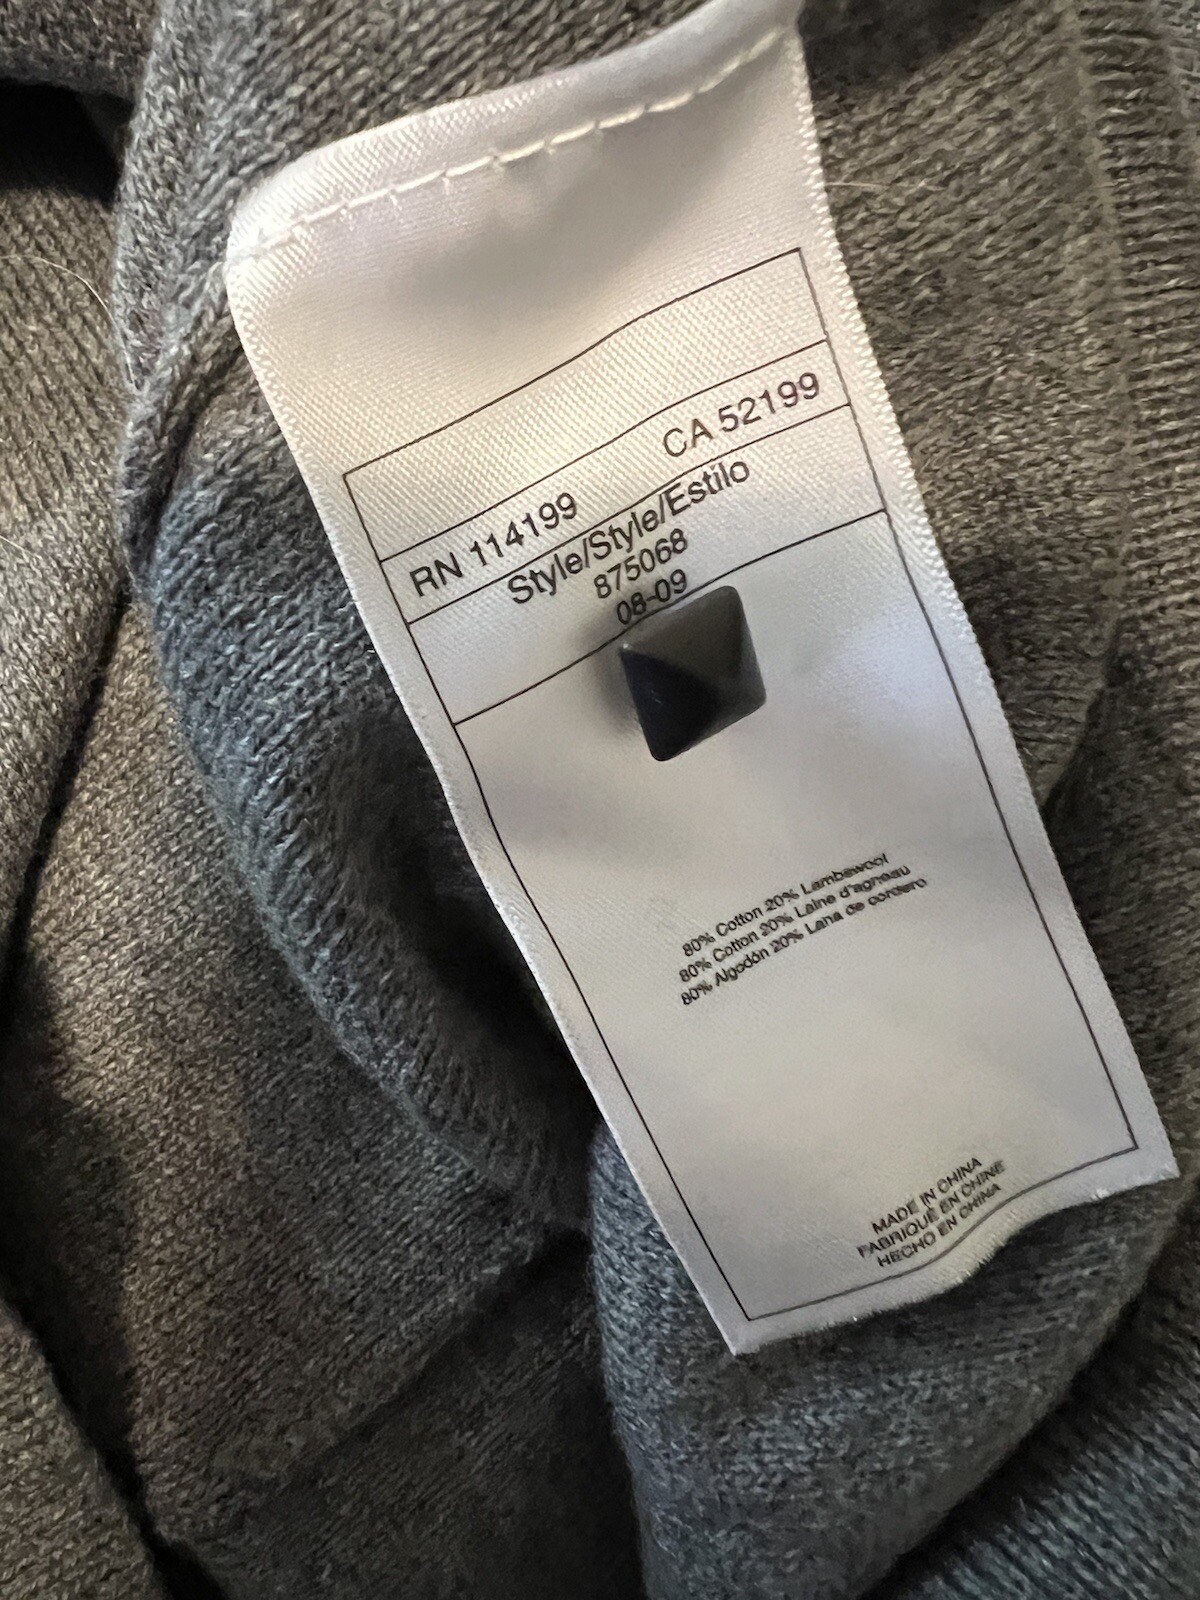 RN 114199 CA 52199
Style/Style/Estilo
875068
08-09
80% Cotton 20% Lambswool
80% Coton 20% Laine d'agneau
80% Algodón 20% Lana de cordero
MADE IN CHINA
FABRIQUÉ EN CHINE
HECHO EN CHINA